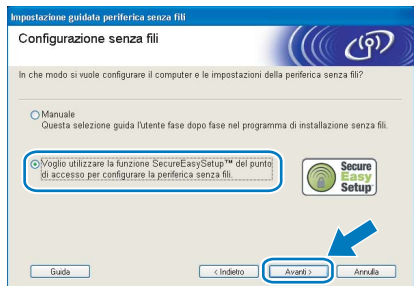 Impostazione guidata periferica senza fili
Configurazione senza fili
In che modo si vuole configurare il computer e le impostazioni della periferica senza fili?
Manuale
Questa selezione guida l'utente fase dopo fase nel programma di installazione senza fili.
Voglio utilizzare la funzione SecureEasySetup™ del punto
di accesso per configurare la periferica senza fili.
Secure
Easy
Setup
Guida
< Indietro
Avanti >
Annulla